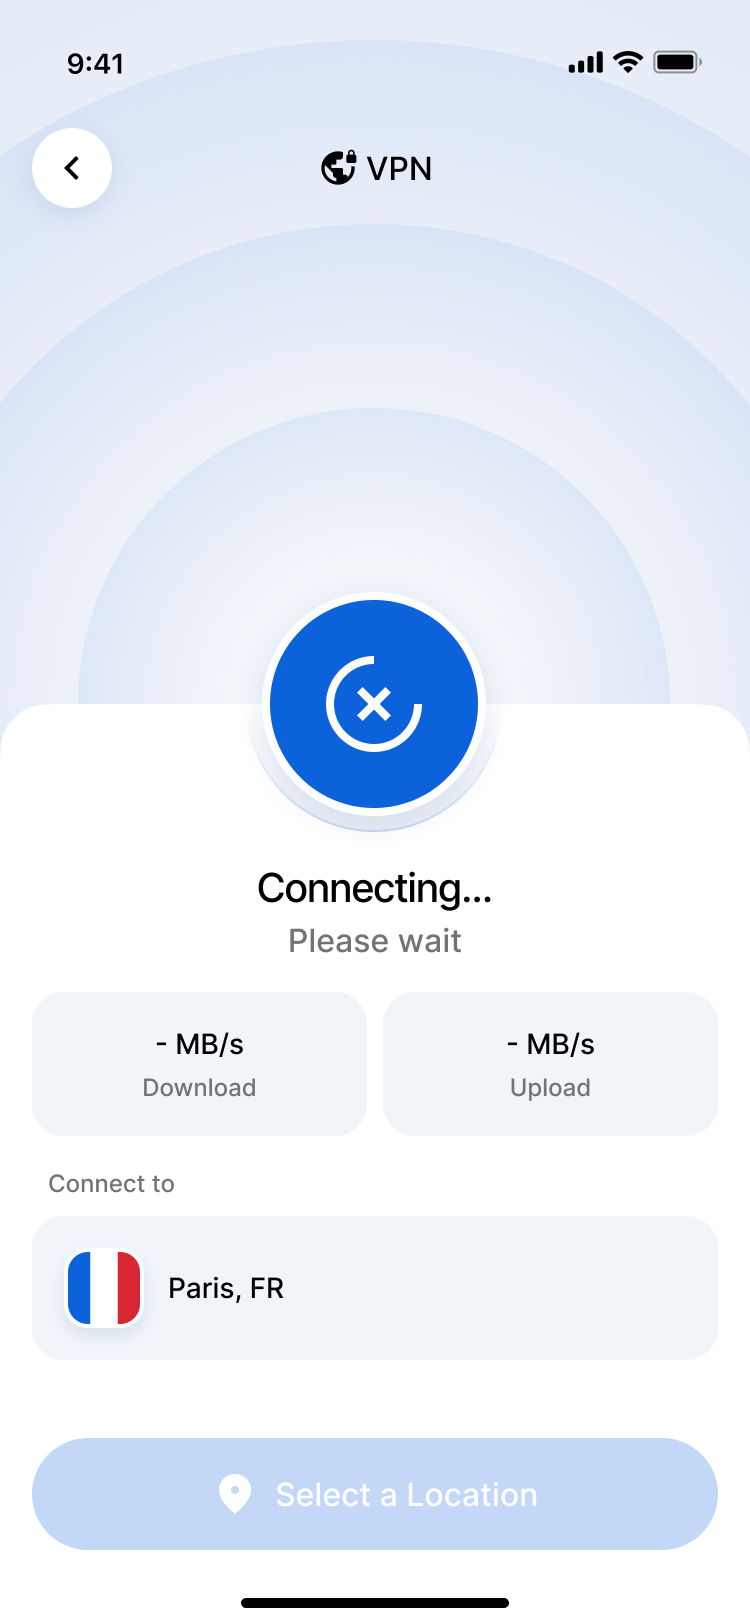 9:41
VPN
Connecting...
Please wait
- MB/s
Download
- MB/s
Upload
Connect to
Paris, FR
Select a Location